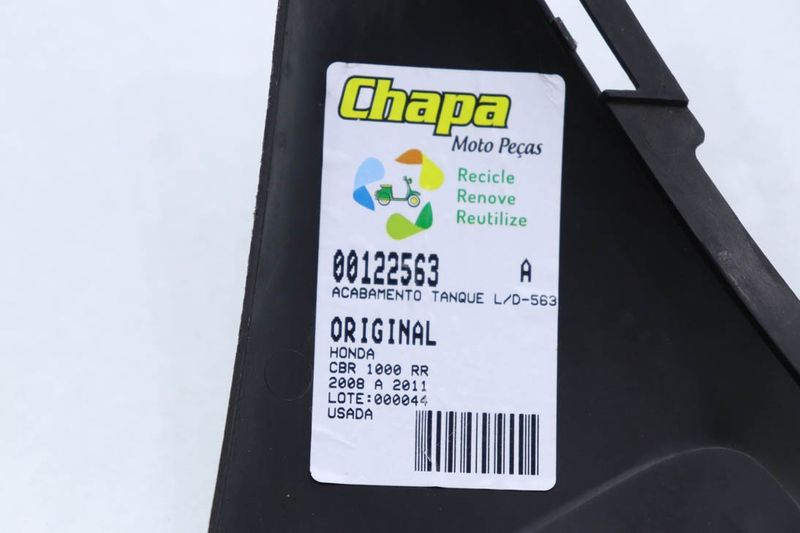 Chapa
Moto Peças
Recicle
Renove
Reutilize
00122563 A
ACABAMENTO TANQUE L/D-563
ORIGINAL
HONDA
CBR 1000 RR
2008 A 2011
LOTE:000044
USADA